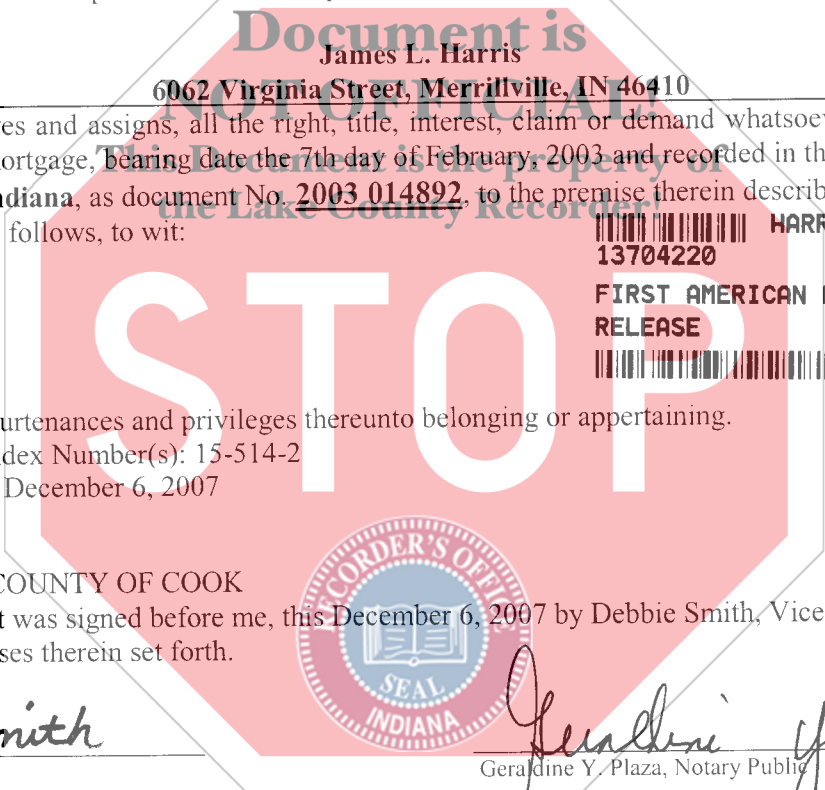 Document is
James L. Harris
6062 Virginia Street, Merrillville, IN 46410
NOT OFFICIAL!
es and assigns, all the right, title, interest, claim or demand whatsoev
ortgage, bearing date the 7th day of February, 2003 and recorded in th
This Document is the property of
ndiana, as document No. 2003 014892, to the premise therein describ
the Lake County Recorder!
follows, to wit:
HARR
13704220
FIRST AMERICAN
RELEASE
STOP
urtenances and privileges thereunto belonging or appertaining.
dex Number(s): 15-514-2
December 6, 2007
RECORDER'S OFFICE
COUNTY OF COOK
t was signed before me, this December 6, 2007 by Debbie Smith, Vice
ses therein set forth.
SEAL
INDIANA
mith
Geraldine Y
Geraldine Y. Plaza, Notary Public